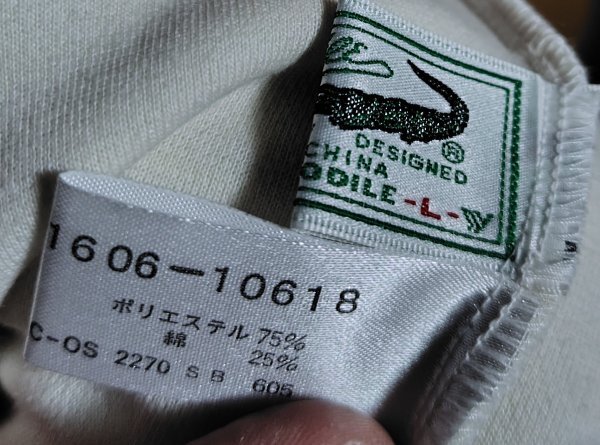 DESIGNED
®
CHINA
ODILE -L-
1606-10618
ポリエステル 75%
綿 25%
C-OS 2270 S B 605